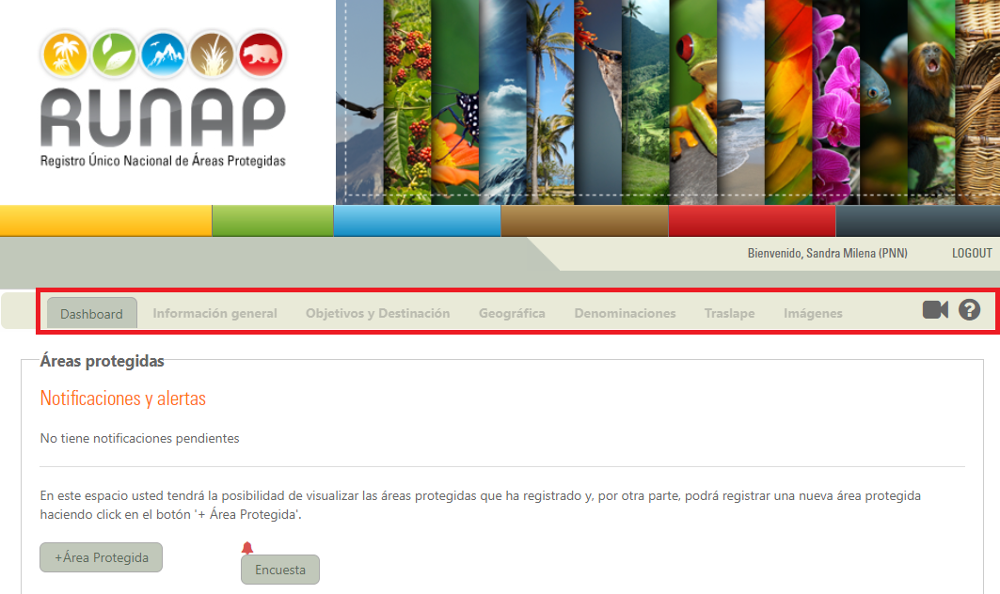 RUNAP
Registro Único Nacional de Áreas Protegidas
Bienvenido, Sandra Milena (PNN) LOGOUT
Dashboard Información general Objetivos y Destinación Geográfica Denominaciones Traslape Imágenes ?
Áreas protegidas
Notificaciones y alertas
No tiene notificaciones pendientes
En este espacio usted tendrá la posibilidad de visualizar las áreas protegidas que ha registrado y, por otra parte, podrá registrar una nueva área protegida
haciendo click en el botón '+ Área Protegida'.
+Área Protegida Encuesta